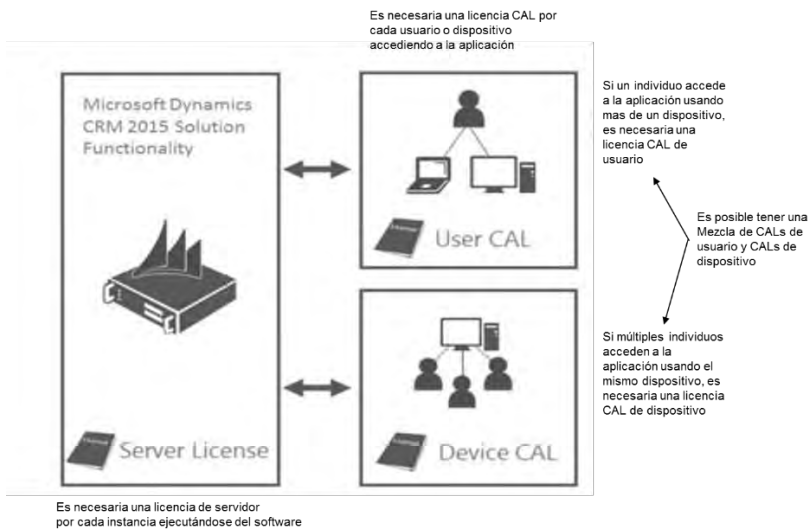 Es necesaria una licencia CAL por
cada usuario o dispositivo
accediendo a la aplicación
Microsoft Dynamics
CRM 2015 Solution
Functionality
Server License
User CAL
Device CAL
Si un individuo accede
a la aplicación usando
mas de un dispositivo,
es necesaria una
licencia CAL de
usuario
Es posible tener una
Mezcla de CALs de
usuario y CALs de
dispositivo
Si múltiples individuos
acceden a la
aplicación usando el
mismo dispositivo, es
necesaria una licencia
CAL de dispositivo
Es necesaria una licencia de servidor
por cada instancia ejecutándose del software